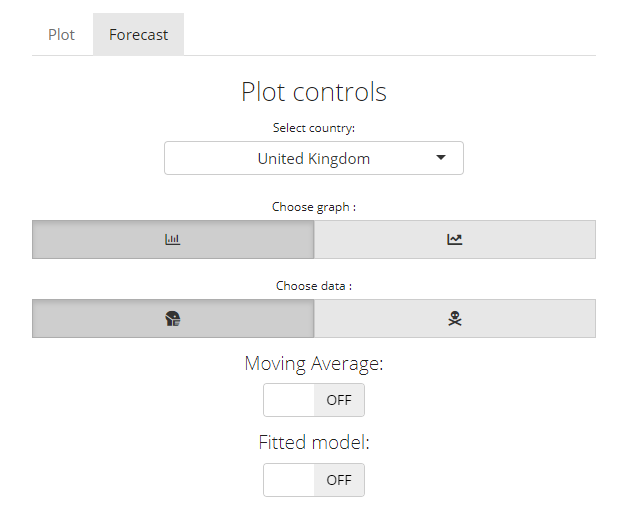 Plot Forecast
Plot controls
Select country:
United Kingdom
Choose graph :
Choose data :
Moving Average:
OFF
Fitted model:
OFF